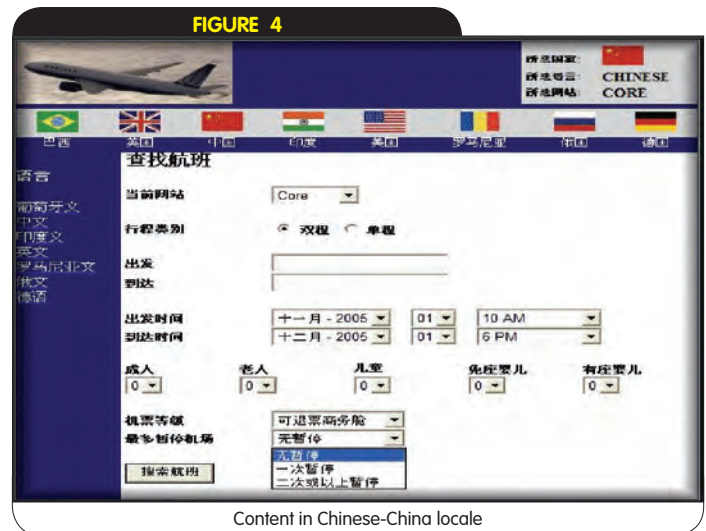 FIGURE 4
所选国家:
所选语言: CHINESE
所选网站: CORE
巴西 英国 中国 印度 美国 罗马尼亚 俄国 德国
语言
葡萄牙文
中文
印度文
英文
罗马尼亚文
俄文
德语
查找航班
当前网站 Core
行程类别 双程 单程
出发
到达
出发时间 十一月 - 2005 01 10 AM
到达时间 十二月 - 2005 01 6 PM
成人 老人 儿童 免座婴儿 有座婴儿
0 0 0 0 0
机票等级 可退票商务舱
最多暂停机场 无暂停
无暂停
一次暂停
二次或以上暂停
搜索航班
Content in Chinese-China locale